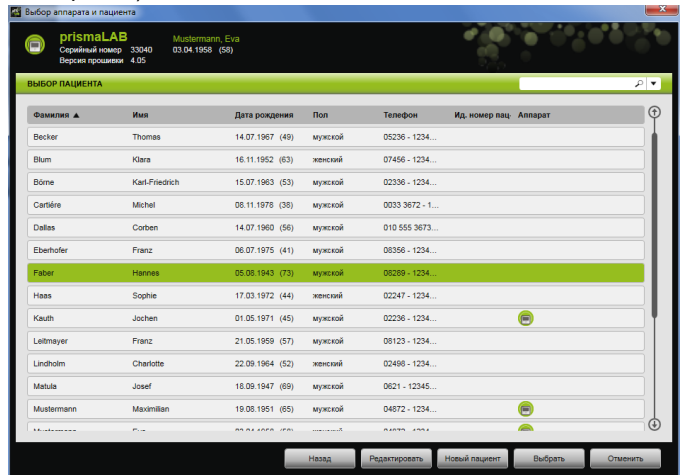 Выбор аппарата и пациента
prismaLAB Mustermann, Eva
Серийный номер 33040 03.04.1958 (58)
Версия прошивки 4.05
ВЫБОР ПАЦИЕНТА
Фамилия ▲ Имя Дата рождения Пол Телефон Ид. номер пац Аппарат
Becker Thomas 14.07.1967 (49) мужской 05236 - 1234...
Blum Klara 16.11.1952 (63) женский 07456 - 1234...
Börne Karl-Friedrich 15.07.1963 (53) мужской 02336 - 1234...
Cartiére Michel 08.11.1978 (38) мужской 0033 3672 - 1...
Dallas Corben 14.07.1960 (56) мужской 010 555 3673...
Eberhofer Franz 06.07.1975 (41) мужской 08356 - 1234...
Faber Hannes 05.08.1943 (73) мужской 08289 - 1234...
Haas Sophie 17.03.1972 (44) женский 02247 - 1234...
Kauth Jochen 01.05.1971 (45) мужской 02236 - 1234...
Leitmayer Franz 21.05.1959 (57) мужской 08123 - 1234...
Lindholm Charlotte 22.09.1964 (52) женский 02498 - 1234...
Matula Josef 18.09.1947 (69) мужской 0621 - 12345...
Mustermann Maximilian 19.08.1951 (65) мужской 04872 - 1234...
Назад Редактировать Новый пациент Выбрать Отменить